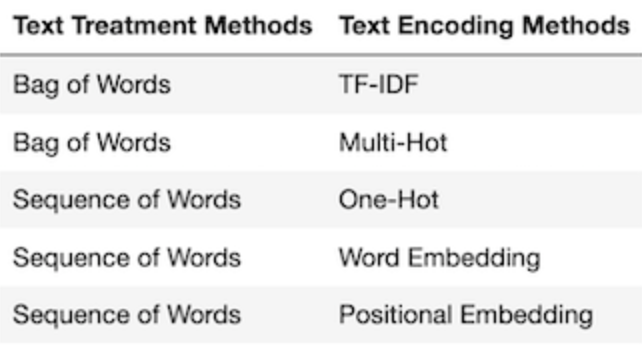 Text Treatment Methods Text Encoding Methods
Bag of Words TF-IDF
Bag of Words Multi-Hot
Sequence of Words One-Hot
Sequence of Words Word Embedding
Sequence of Words Positional Embedding